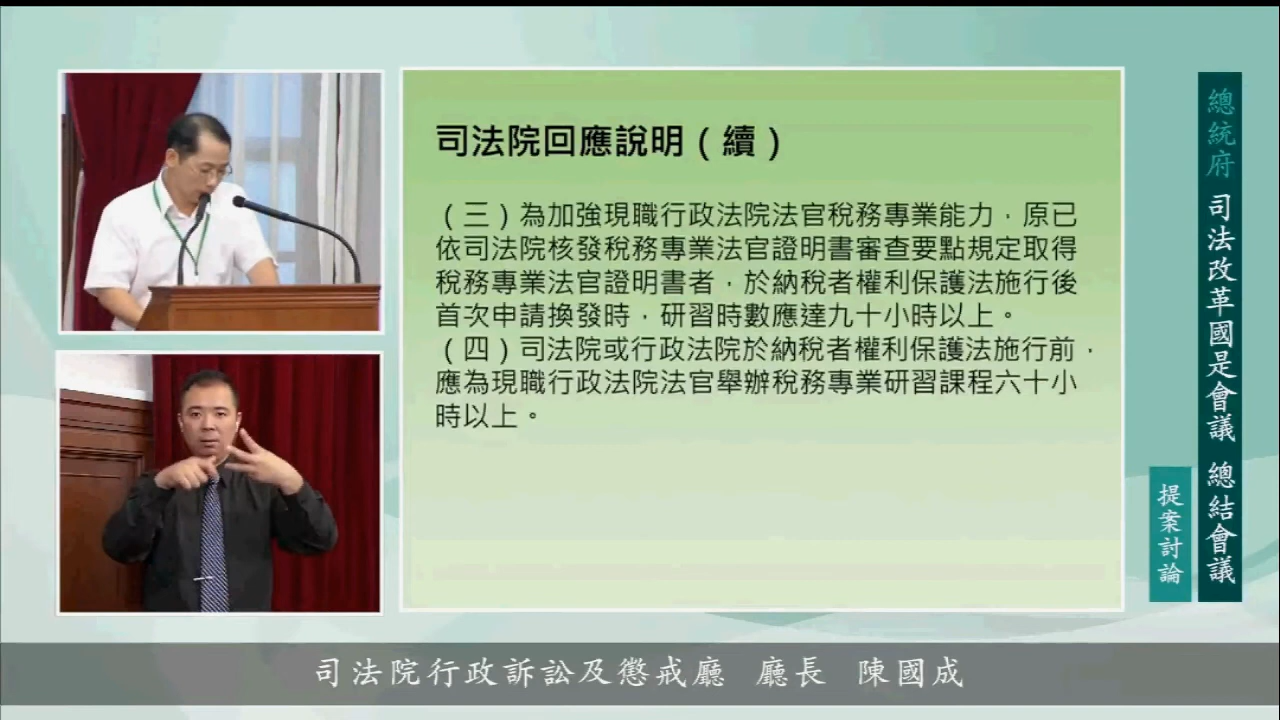 司法院回應說明（續）
（三）為加強現職行政法院法官稅務專業能力，原已
依司法院核發稅務專業法官證明書審查要點規定取得
稅務專業法官證明書者，於納稅者權利保護法施行後
首次申請換發時，研習時數應達九十小時以上。
（四）司法院或行政法院於納稅者權利保護法施行前，
應為現職行政法院法官舉辦稅務專業研習課程六十小
時以上。
總統府 司法改革國是會議 總結會議
提案討論
司法院行政訴訟及懲戒廳 廳長 陳國成